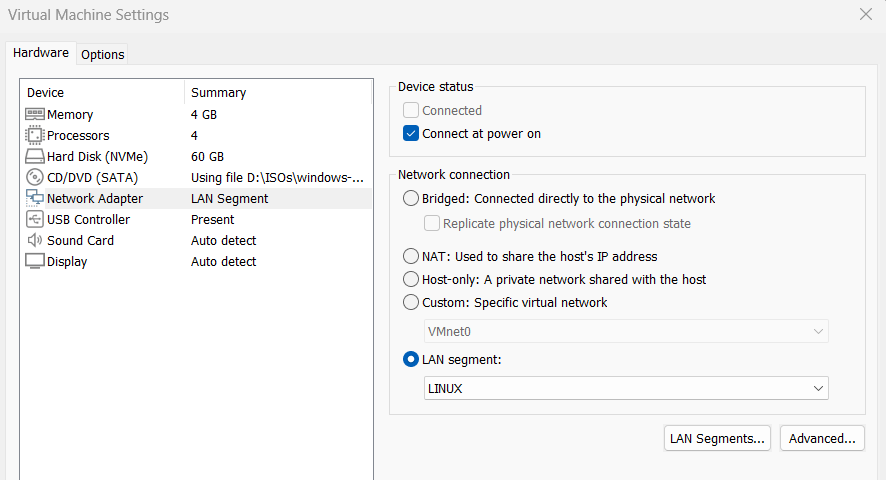 Virtual Machine Settings
Hardware Options
Device Summary
Memory 4 GB
Processors 4
Hard Disk (NVMe) 60 GB
CD/DVD (SATA) Using file D:\ISOs\windows-...
Network Adapter LAN Segment
USB Controller Present
Sound Card Auto detect
Display Auto detect
Device status
Connected
Connect at power on
Network connection
Bridged: Connected directly to the physical network
Replicate physical network connection state
NAT: Used to share the host's IP address
Host-only: A private network shared with the host
Custom: Specific virtual network
VMnet0
LAN segment:
LINUX
LAN Segments... Advanced...